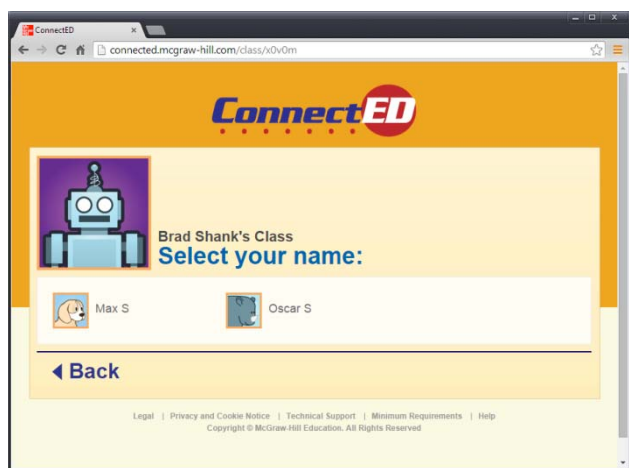 ConnectED
connected.mcgraw-hill.com/class/x0v0m
ConnectED
Brad Shank's Class
Select your name:
Max S
Oscar S
Back
Legal | Privacy and Cookie Notice | Technical Support | Minimum Requirements | Help
Copyright © McGraw-Hill Education. All Rights Reserved